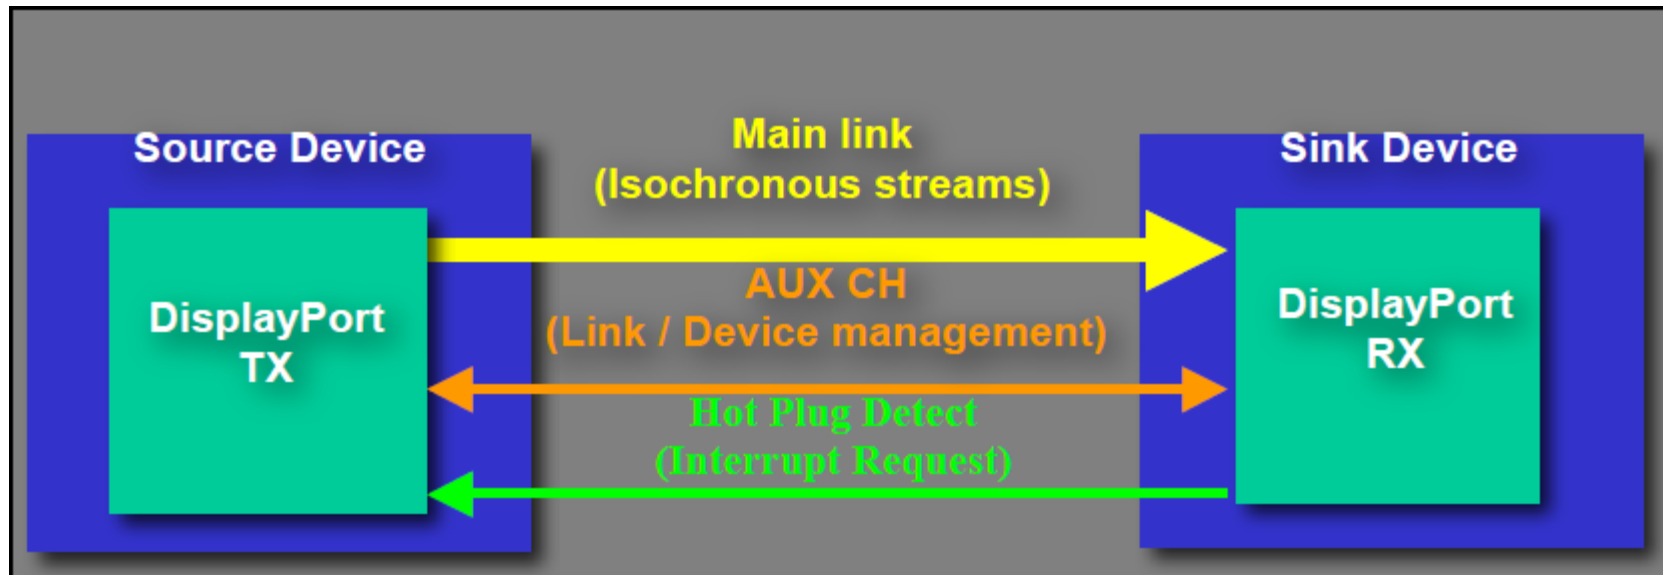 Source Device
Main link
(Isochronous streams)
Sink Device
DisplayPort
TX
AUX CH
(Link / Device management)
DisplayPort
RX
Hot Plug Detect
(Interrupt Request)